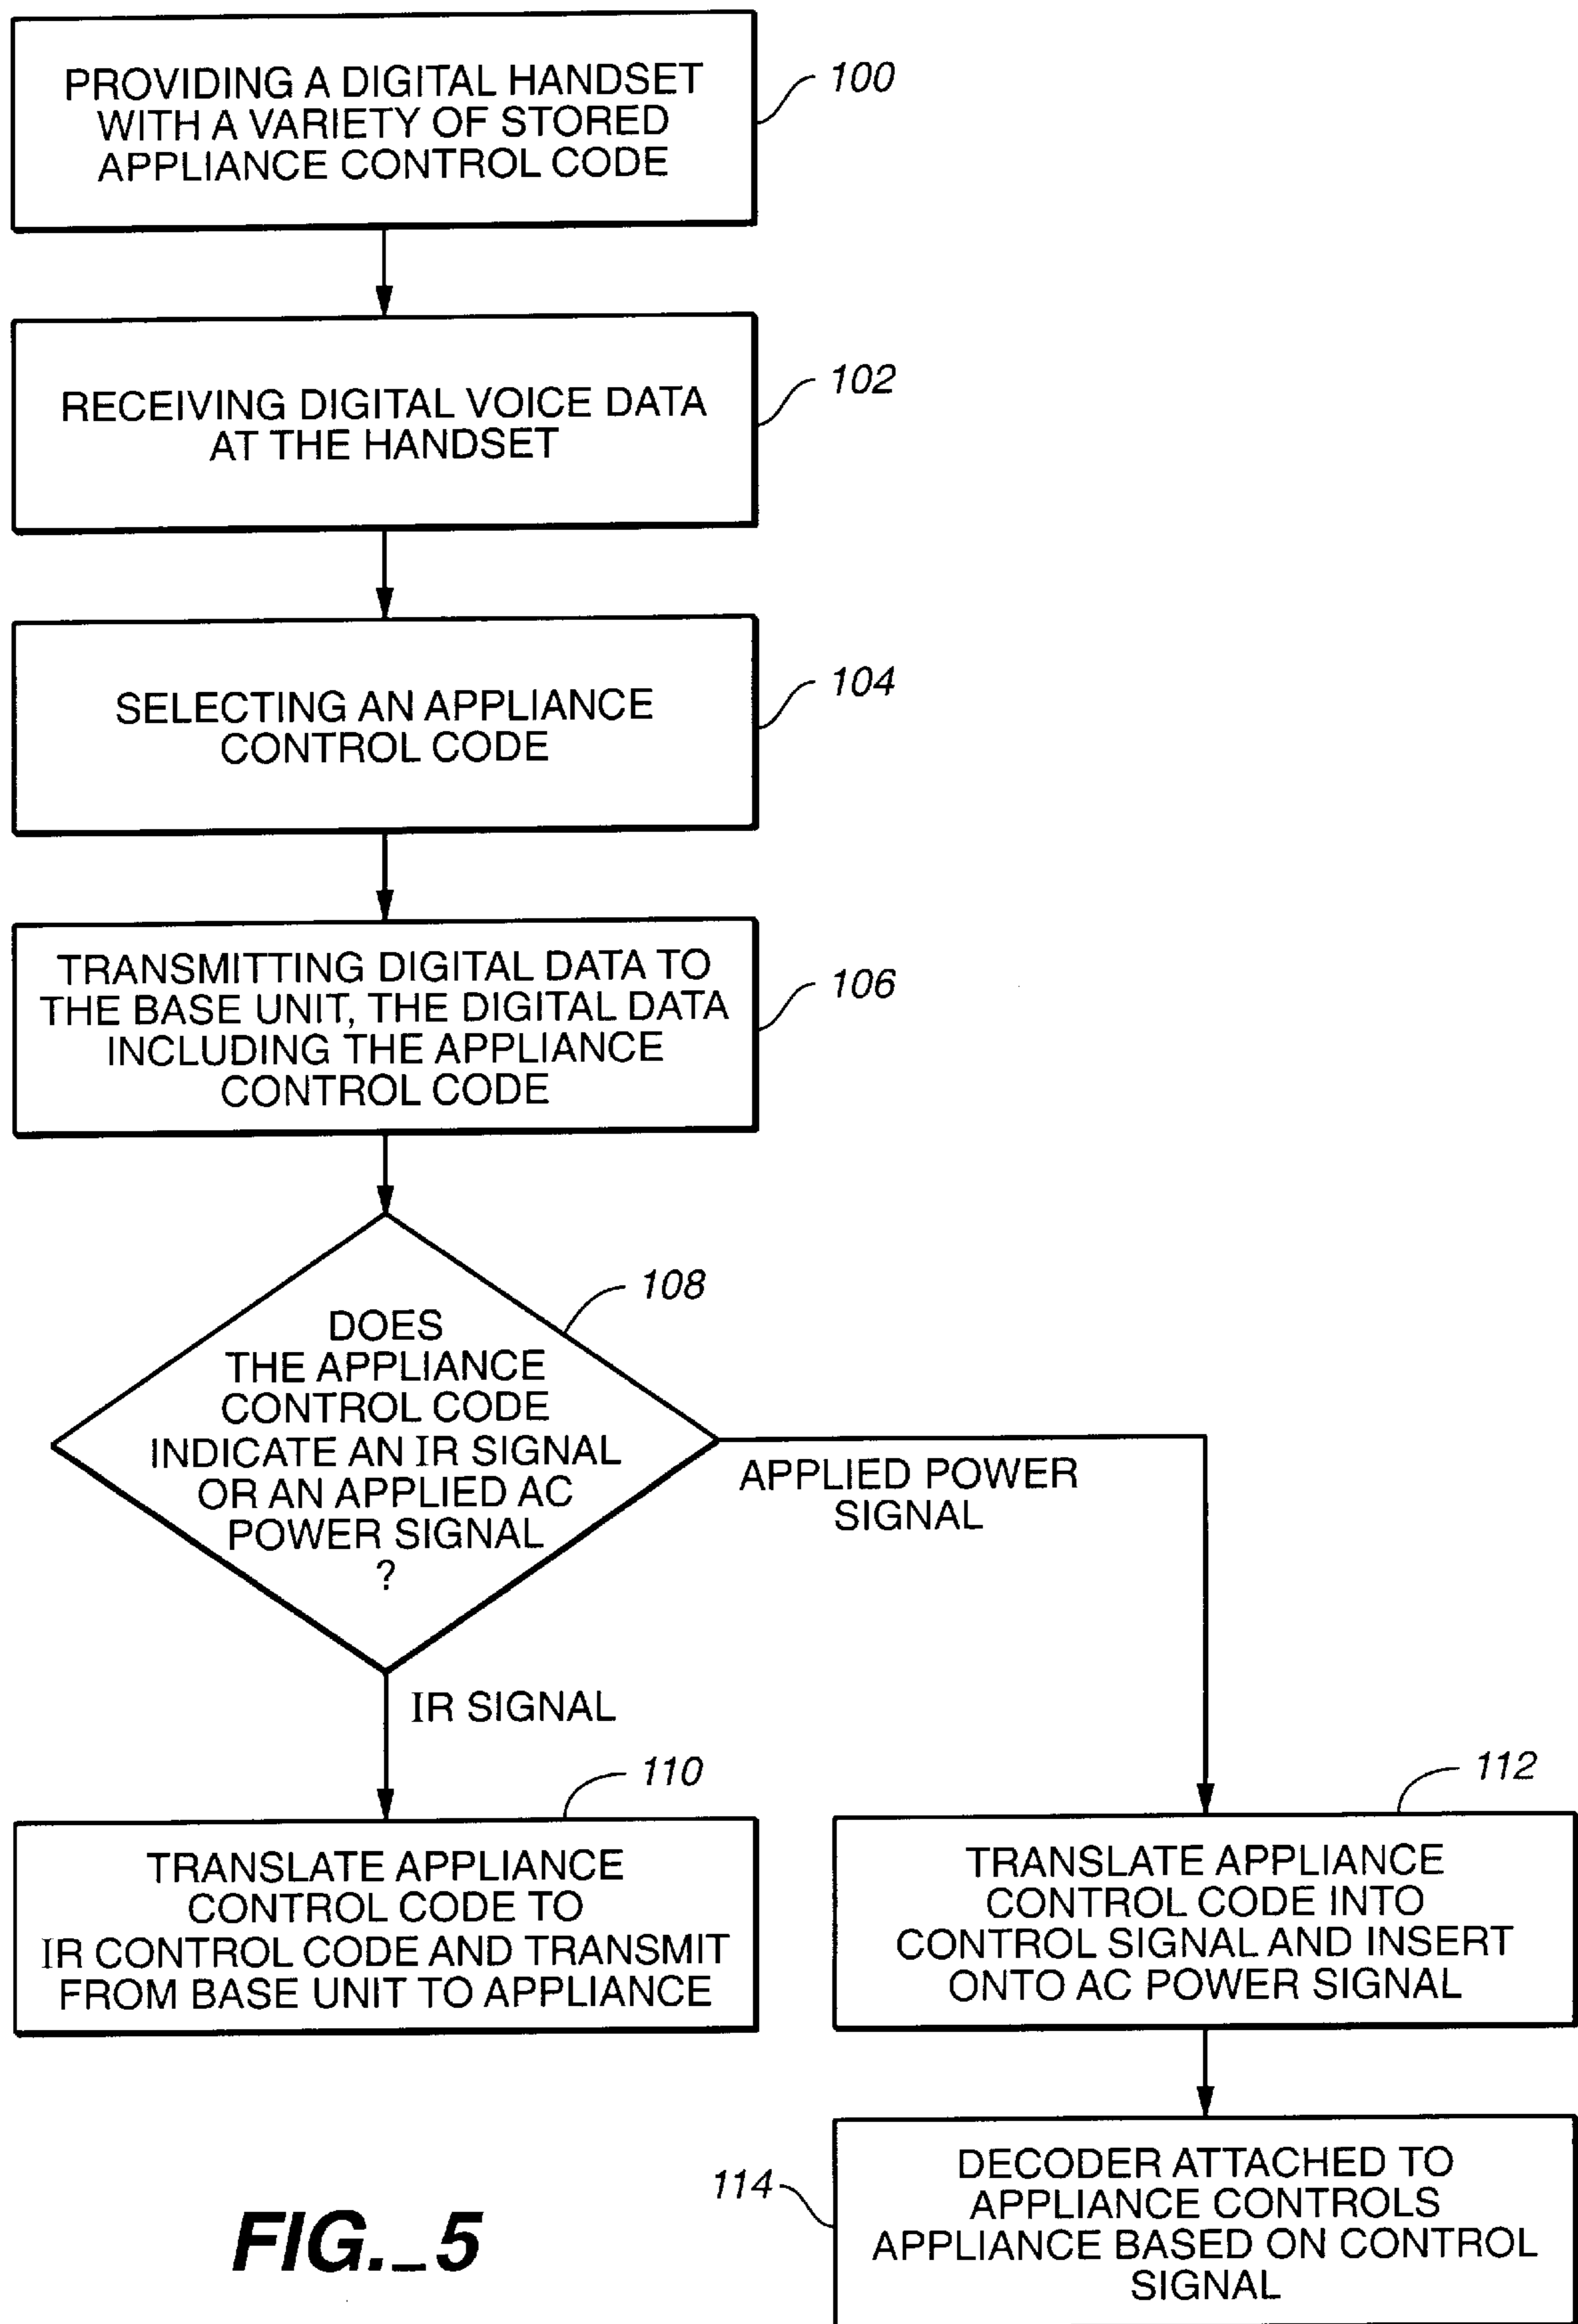 PROVIDING A DIGITAL HANDSET
WITH A VARIETY OF STORED
APPLIANCE CONTROL CODE
100
RECEIVING DIGITAL VOICE DATA
AT THE HANDSET
102
SELECTING AN APPLIANCE
CONTROL CODE
104
TRANSMITTING DIGITAL DATA TO
THE BASE UNIT, THE DIGITAL DATA
INCLUDING THE APPLIANCE
CONTROL CODE
106
108
DOES
THE APPLIANCE
CONTROL CODE
INDICATE AN IR SIGNAL
OR AN APPLIED AC
POWER SIGNAL
?
APPLIED POWER
SIGNAL
IR SIGNAL
110
TRANSLATE APPLIANCE
CONTROL CODE TO
IR CONTROL CODE AND TRANSMIT
FROM BASE UNIT TO APPLIANCE
112
TRANSLATE APPLIANCE
CONTROL CODE INTO
CONTROL SIGNAL AND INSERT
ONTO AC POWER SIGNAL
114
DECODER ATTACHED TO
APPLIANCE CONTROLS
APPLIANCE BASED ON CONTROL
SIGNAL
FIG._5